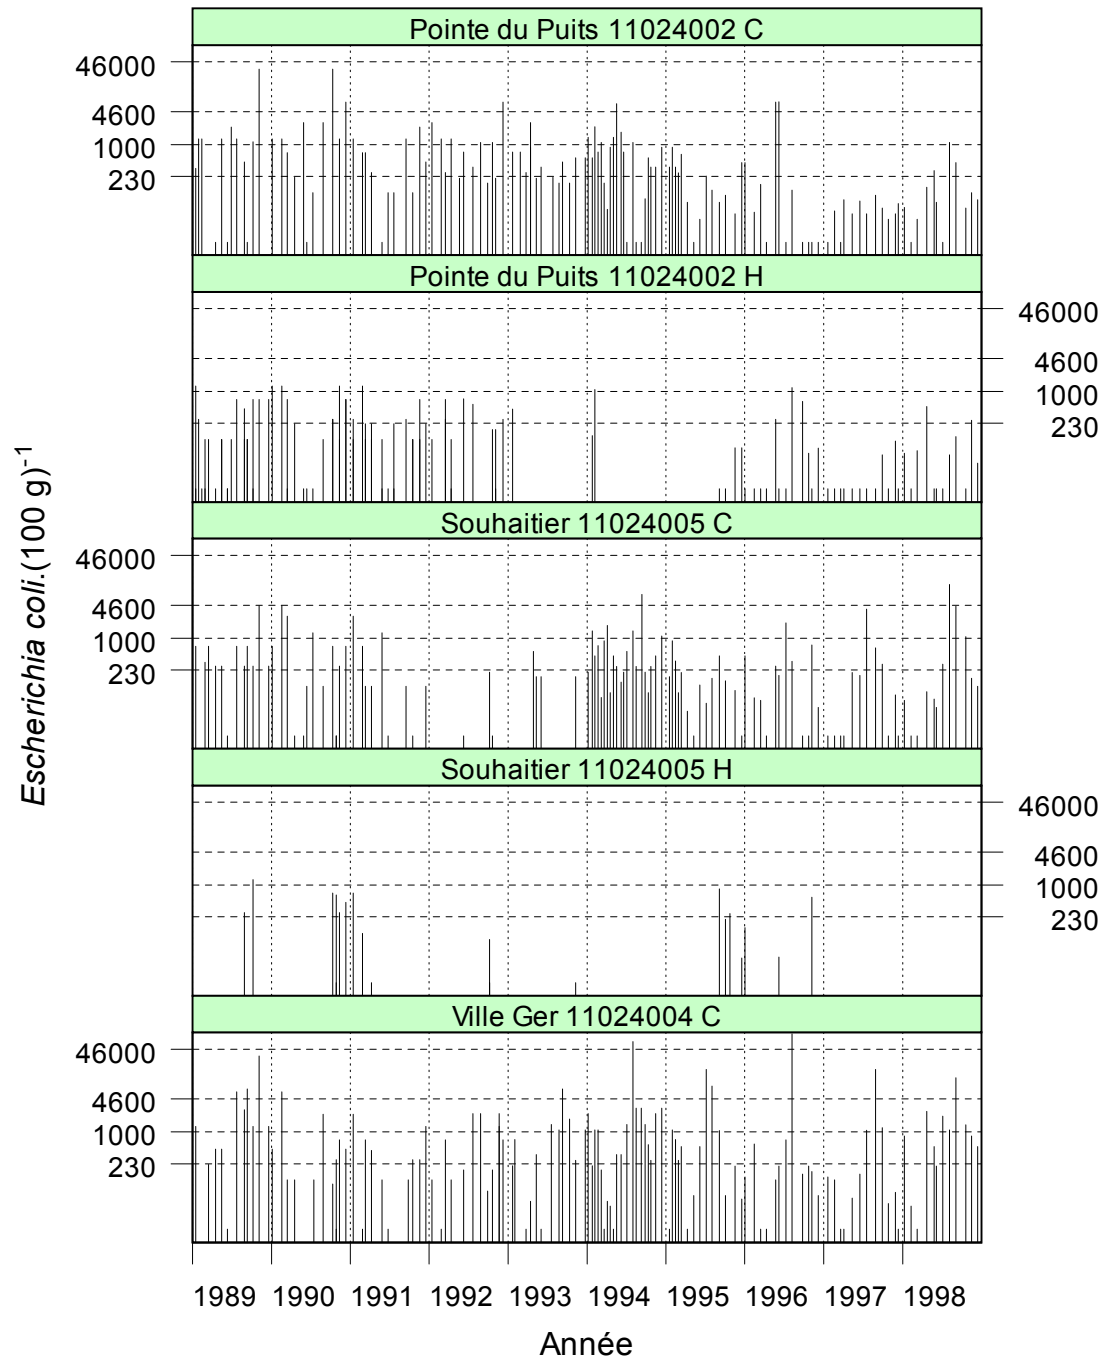 Pointe du Puits 11024002 C
46000
4600
1000
230
Pointe du Puits 11024002 H
46000
4600
1000
230
Escherichia coli.(100 g)-1
Souhaitier 11024005 C
46000
4600
1000
230
Souhaitier 11024005 H
46000
4600
1000
230
Ville Ger 11024004 C
46000
4600
1000
230
1989 1990 1991 1992 1993 1994 1995 1996 1997 1998
Année